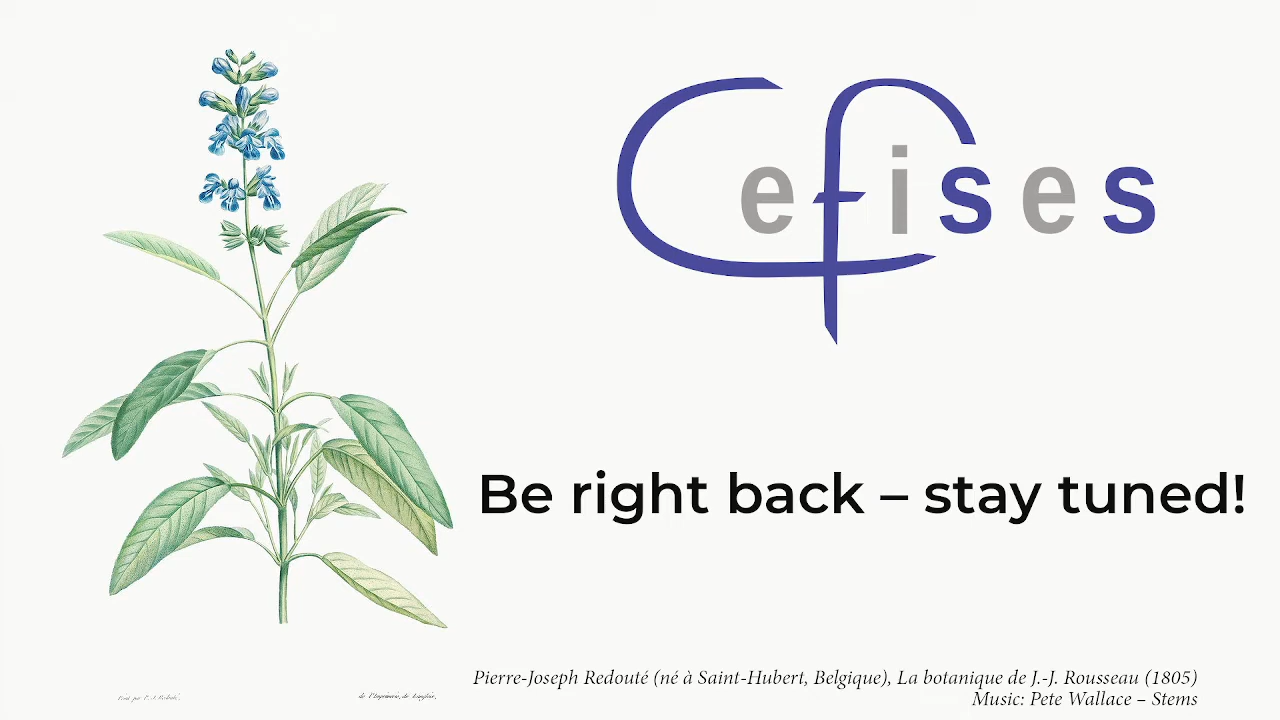 Cefises
Be right back – stay tuned!
Pierre-Joseph Redouté (né à Saint-Hubert, Belgique), La botanique de J.-J. Rousseau (1805)
Music: Pete Wallace – Stems